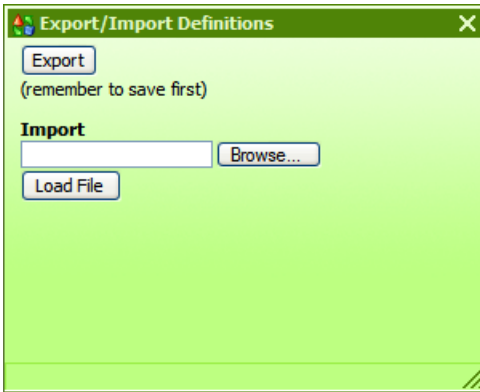 Export/Import Definitions
Export
(remember to save first)
Import
Browse...
Load File